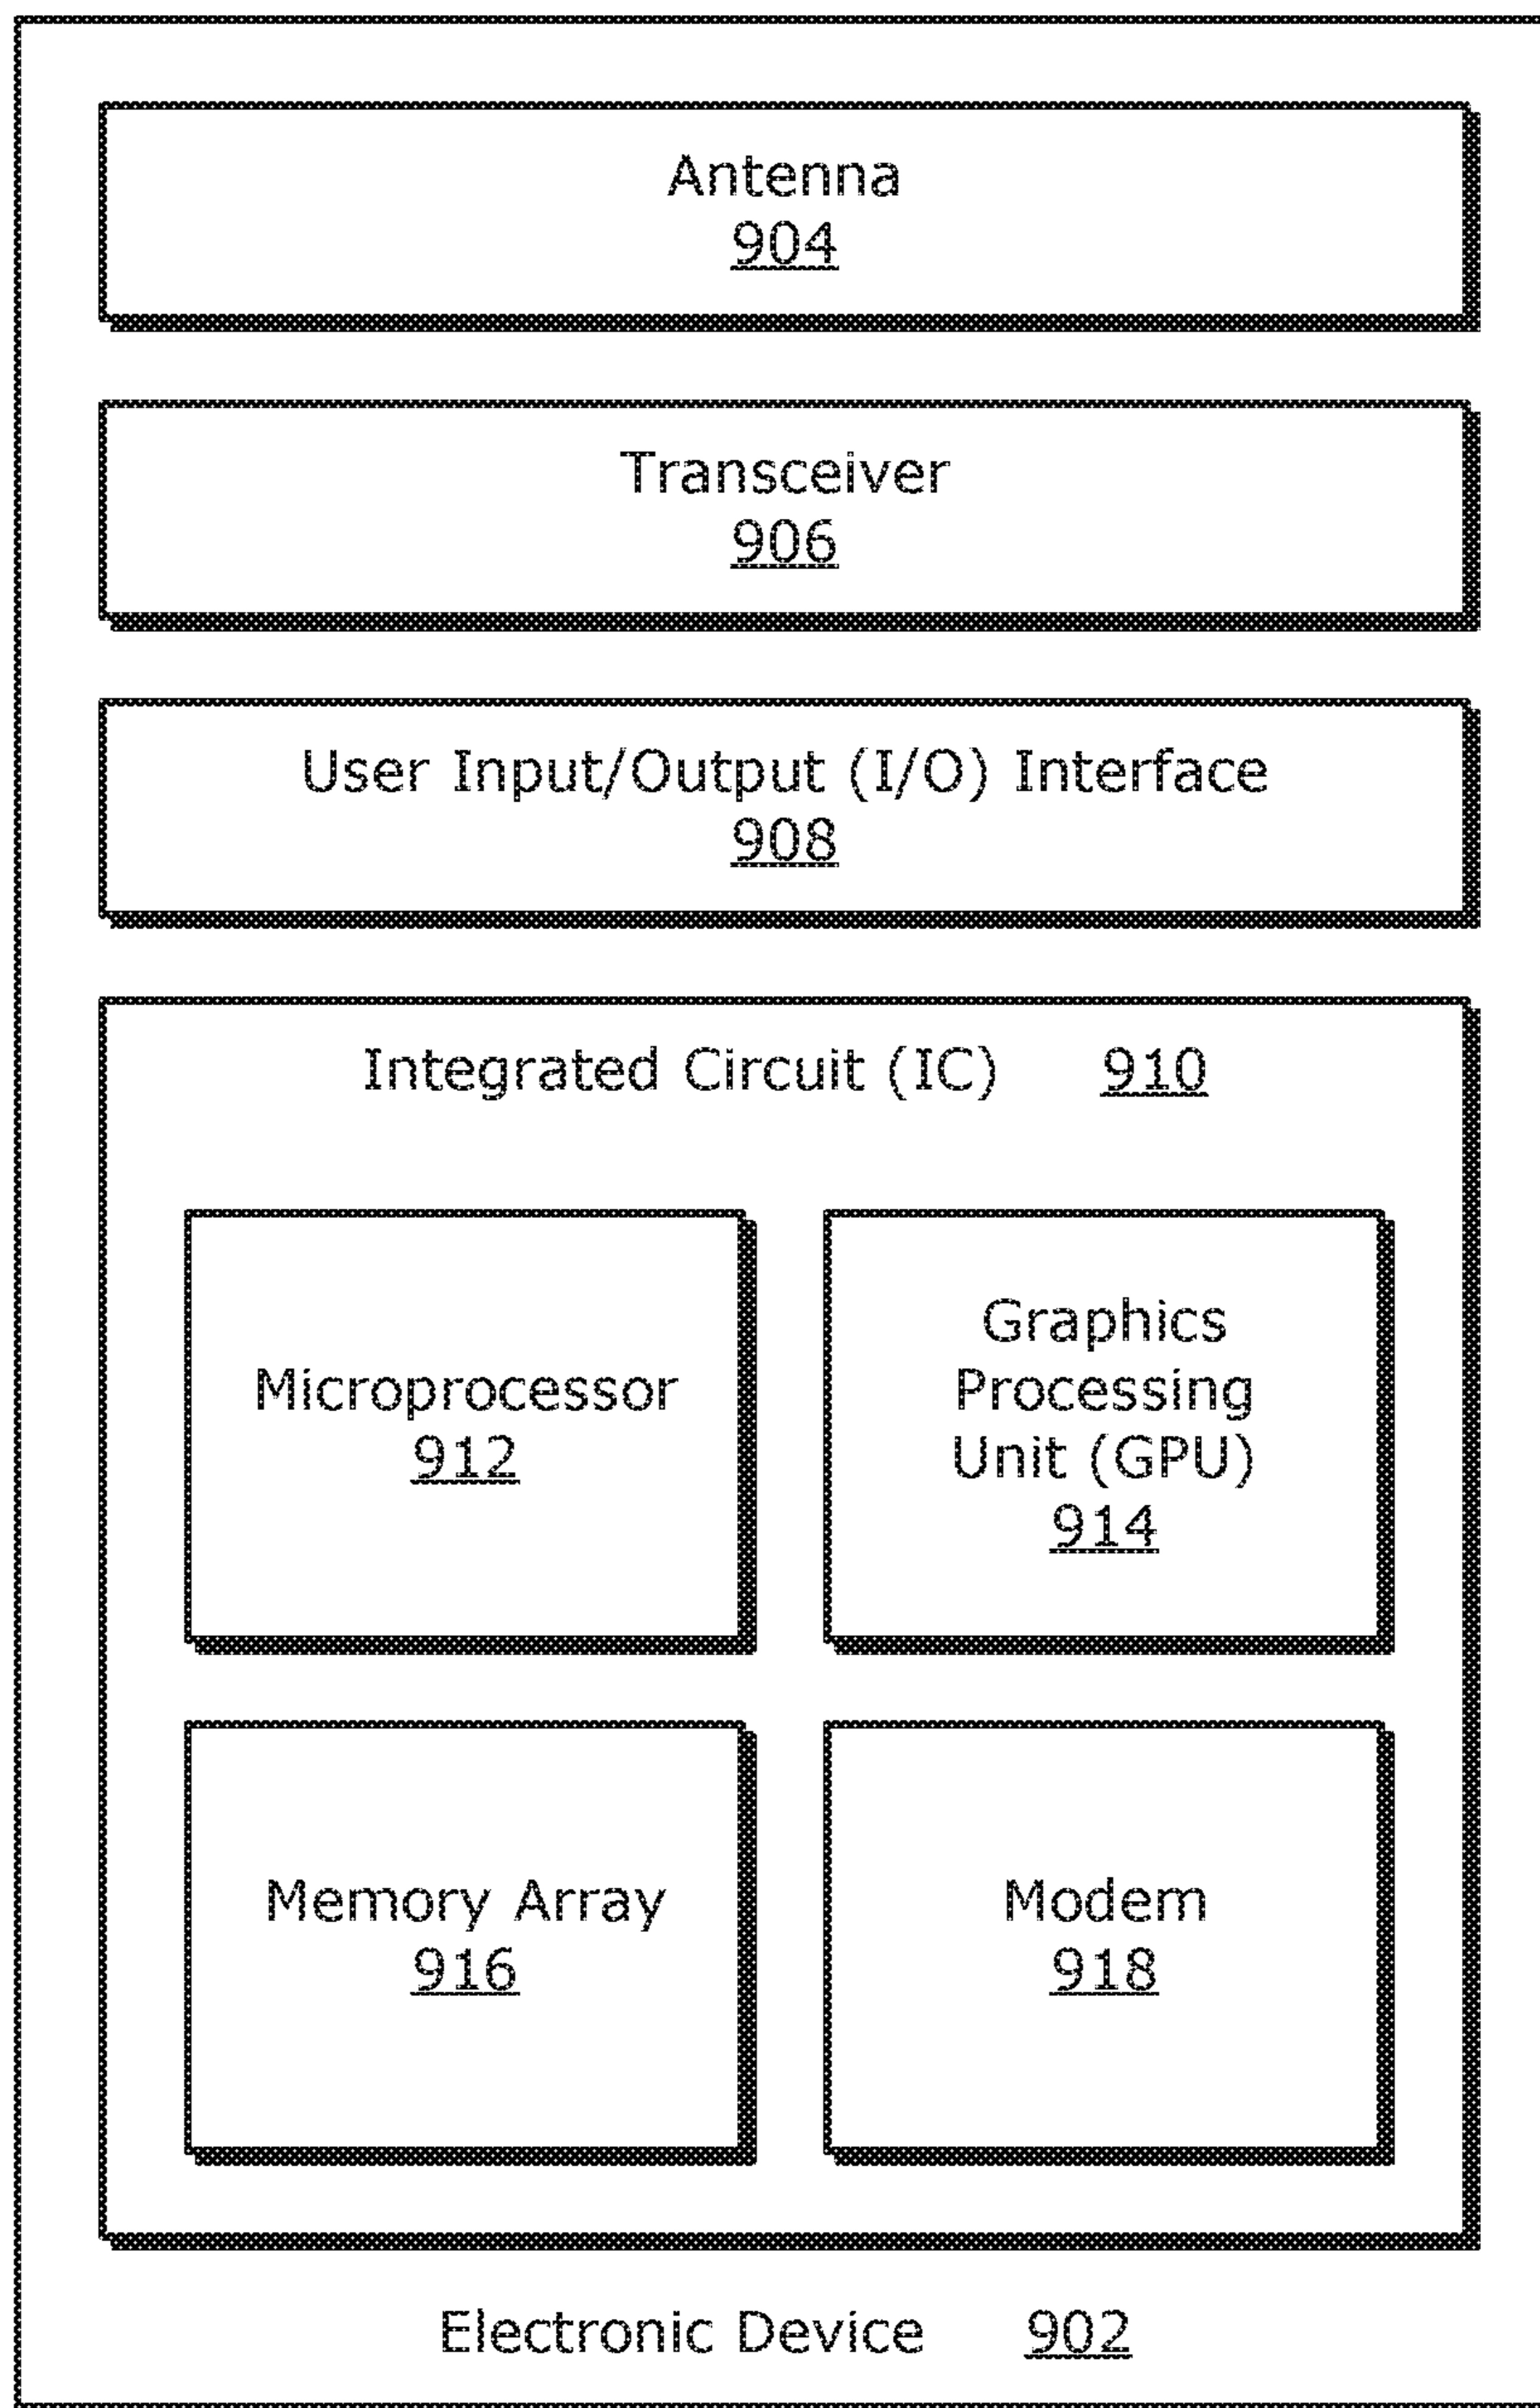 Antenna
904
Transceiver
906
User Input/Output (I/O) Interface
908
Integrated Circuit (IC) 910
Microprocessor
912
Graphics
Processing
Unit (GPU)
914
Memory Array
916
Modem
918
Electronic Device 902